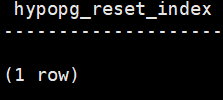 hypopg_reset_index
--------------------
(1 row)